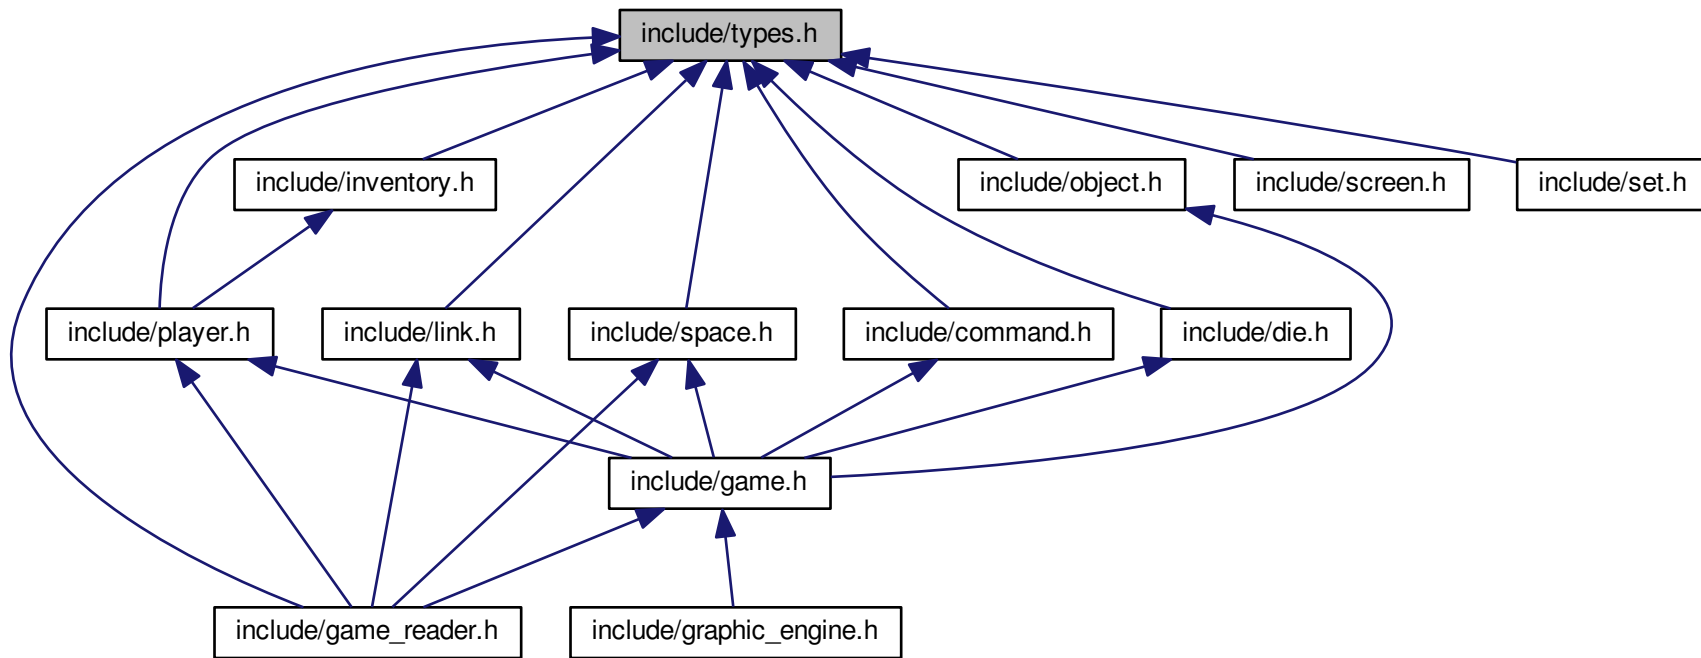 include/types.h
include/inventory.h
include/object.h
include/screen.h
include/set.h
include/player.h
include/link.h
include/space.h
include/command.h
include/die.h
include/game.h
include/game_reader.h
include/graphic_engine.h